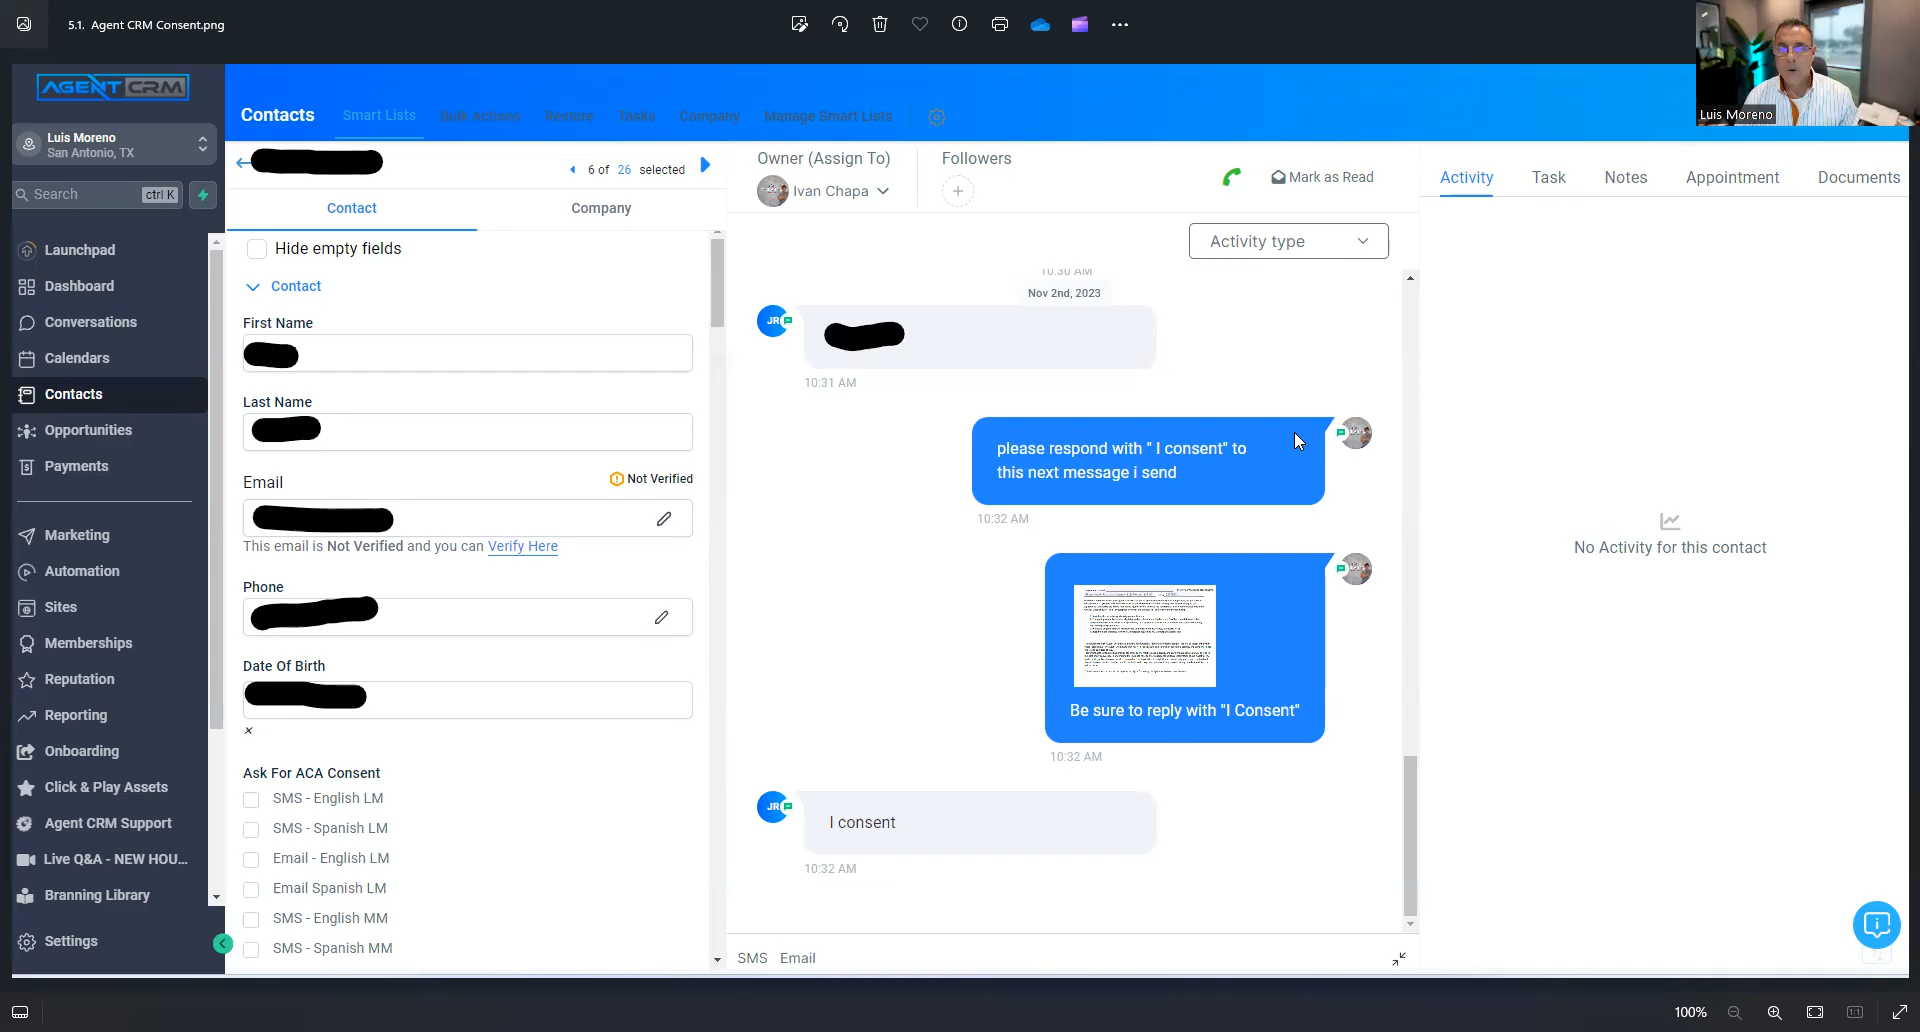 5.1. Agent CRM Consent.png
Luis Moreno
AGENT CRM
Luis Moreno
San Antonio, TX
Search
ctrl K
Launchpad
Dashboard
Conversations
Calendars
Contacts
Opportunities
Payments
Marketing
Automation
Sites
Memberships
Reputation
Reporting
Onboarding
Click & Play Assets
Agent CRM Support
Live Q&A - NEW HOU...
Branning Library
Settings
Contacts
Smart Lists
Bulk Actions
Restore
Tasks
Company
Manage Smart Lists
6 of 26 selected
Contact
Company
Hide empty fields
Contact
First Name
Last Name
Email
Not Verified
This email is Not Verified and you can Verify Here
Phone
Date Of Birth
×
Ask For ACA Consent
SMS - English LM
SMS - Spanish LM
Email - English LM
Email Spanish LM
SMS - English MM
SMS - Spanish MM
Owner (Assign To)
Ivan Chapa
Followers
Mark as Read
Activity type
10:30 AM
Nov 2nd, 2023
JR
10:31 AM
please respond with " I consent" to
this next message i send
10:32 AM
Be sure to reply with "I Consent"
10:32 AM
JR
I consent
10:32 AM
SMS
Email
Activity
Task
Notes
Appointment
Documents
No Activity for this contact
100%
1:1